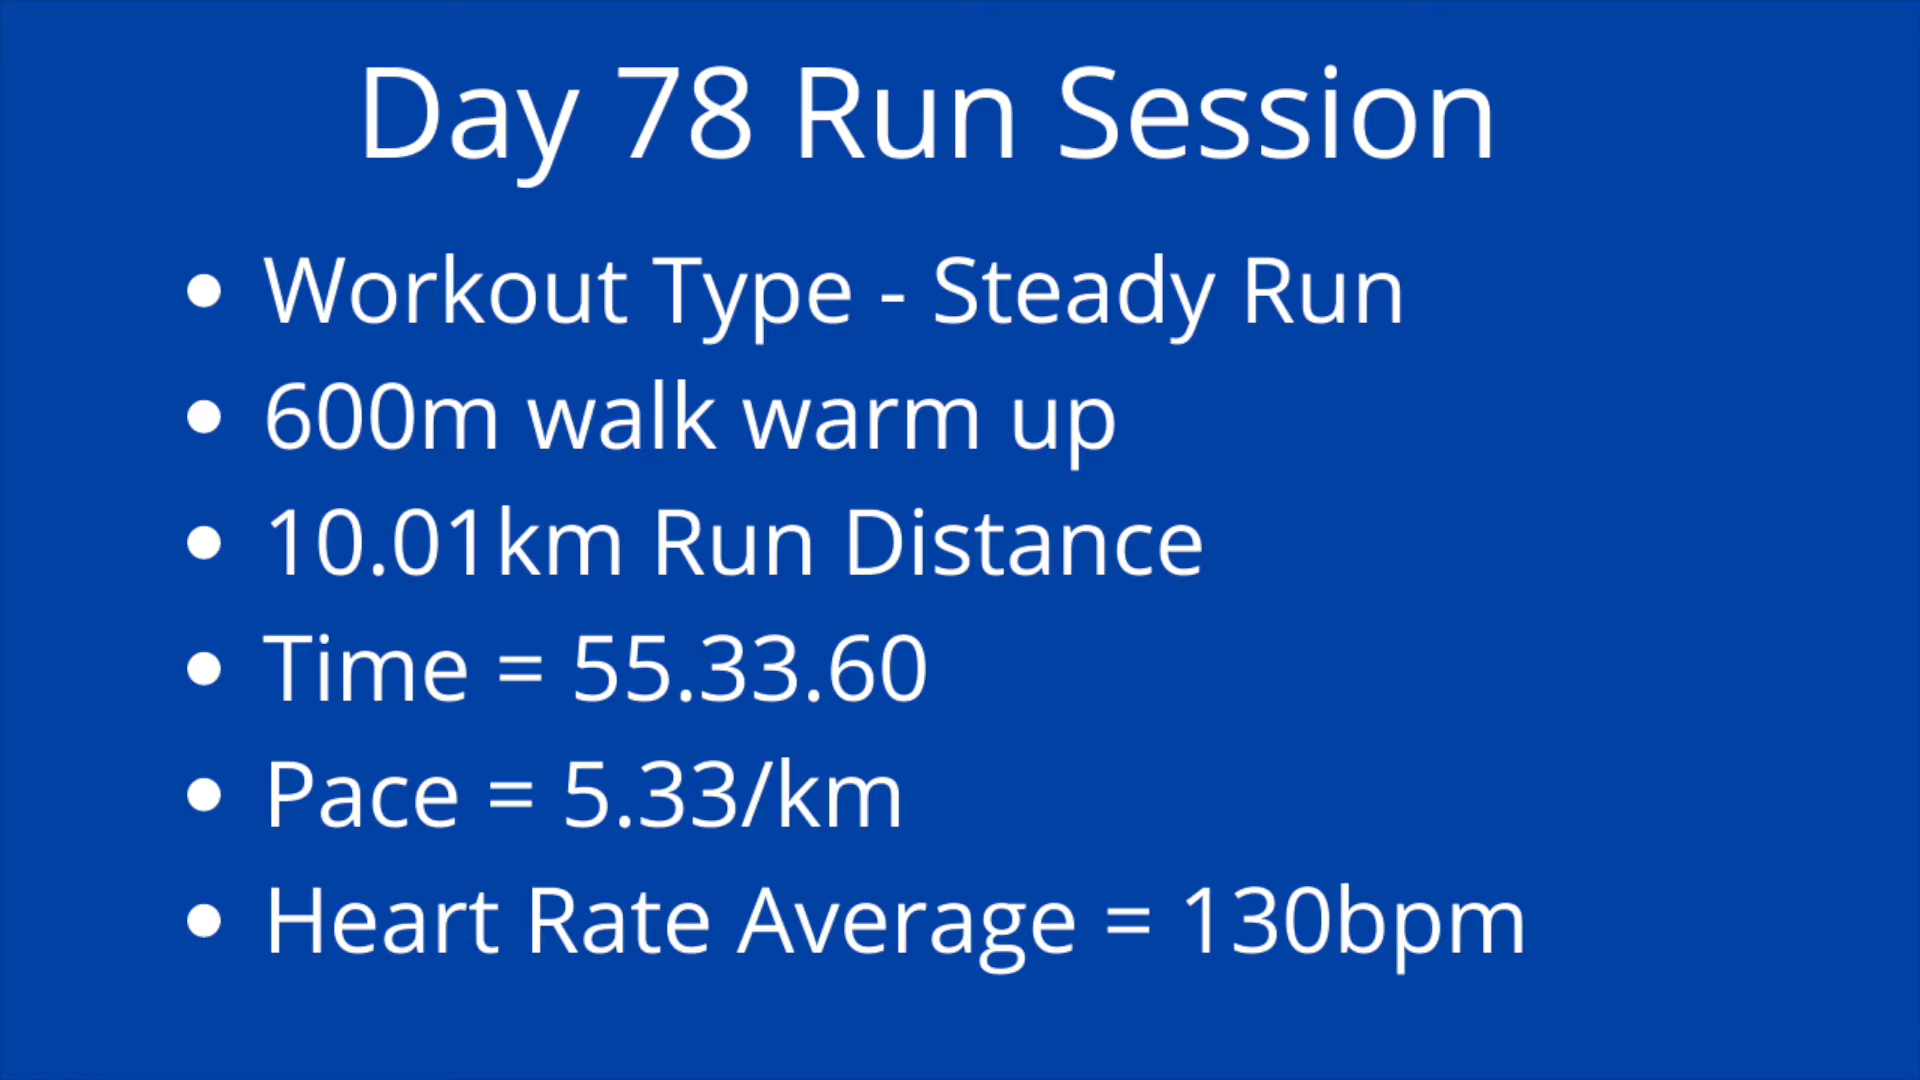 Day 78 Run Session
• Workout Type - Steady Run
• 600m walk warm up
• 10.01km Run Distance
• Time = 55.33.60
• Pace = 5.33/km
• Heart Rate Average = 130bpm